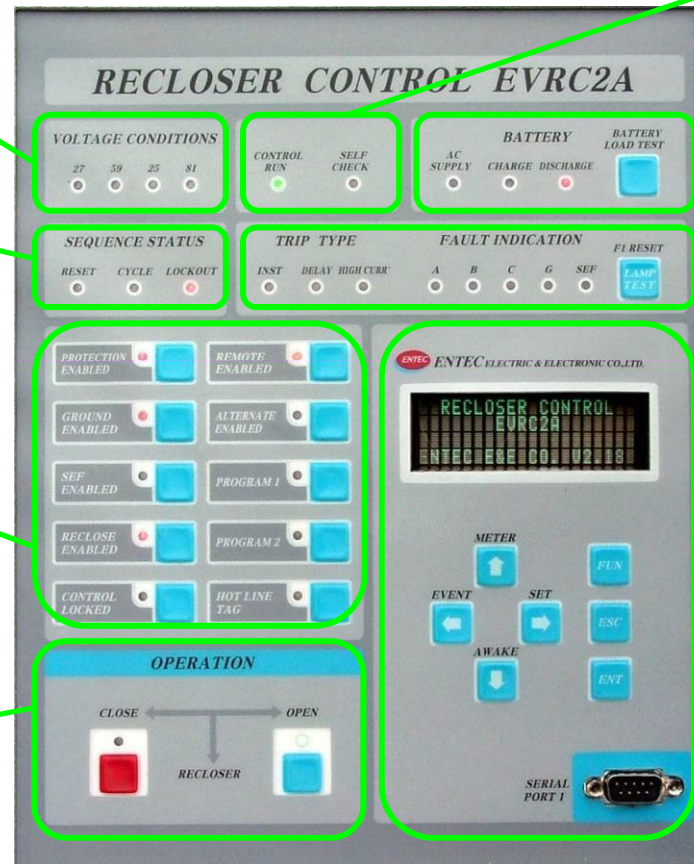 RECLOSER CONTROL EVRC2A
VOLTAGE CONDITIONS
27 59 25 81
CONTROL RUN
SELF CHECK
BATTERY
AC SUPPLY
CHARGE
DISCHARGE
BATTERY LOAD TEST
SEQUENCE STATUS
RESET CYCLE LOCKOUT
TRIP TYPE
INST DELAY HIGH CURR'
FAULT INDICATION
A B C G SEF
F1 RESET
LAMP
TEST
PROTECTION
ENABLED
REMOTE
ENABLED
GROUND
ENABLED
ALTERNATE
ENABLED
SEF
ENABLED
PROGRAM 1
RECLOSE
ENABLED
PROGRAM 2
CONTROL
LOCKED
HOT LINE
TAG
OPERATION
CLOSE
OPEN
RECLOSER
ENTEC ENTEC ELECTRIC & ELECTRONIC CO.,LTD.
RECLOSER CONTROL
EVRC2A
ENTEC E&E CO. V2.18
METER
EVENT
SET
AWAKE
FUN
ESC
ENT
SERIAL
PORT 1